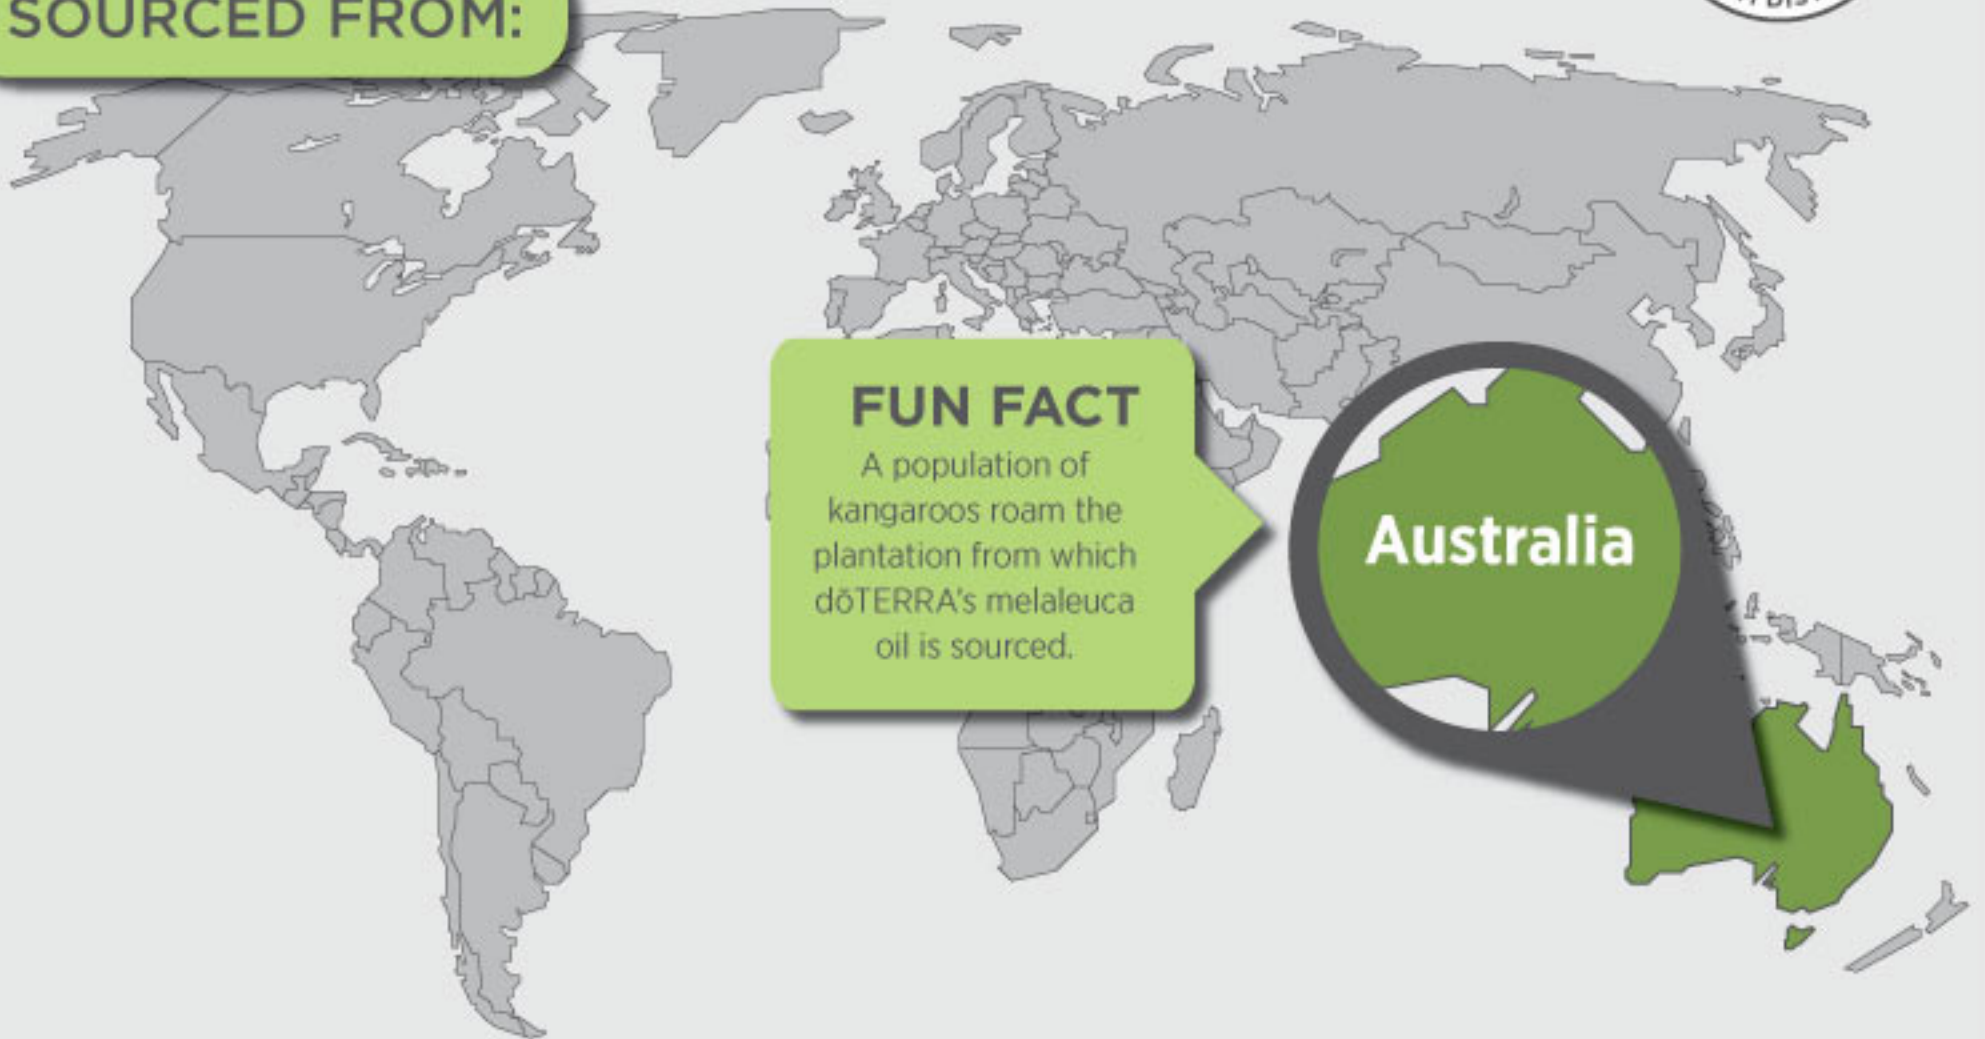 SOURCED FROM:
FUN FACT
A population of
kangaroos roam the
plantation from which
dōTERRA's melaleuca
oil is sourced.
Australia